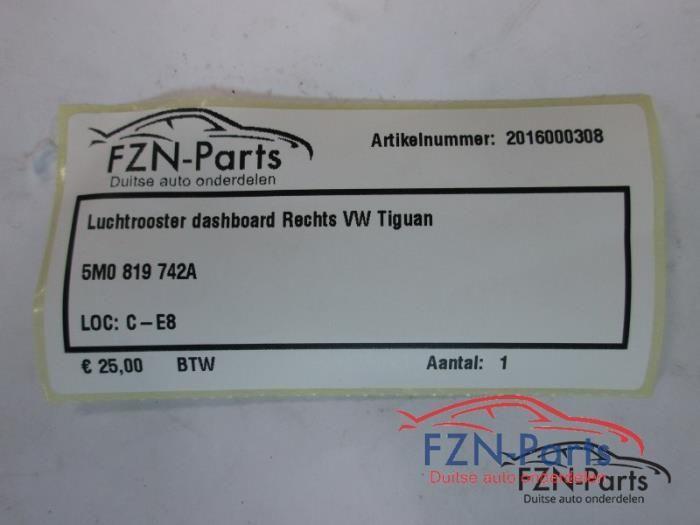 FZN-Parts
Duitse auto onderdelen
Artikelnummer: 2016000308
Luchtrooster dashboard Rechts VW Tiguan
5M0 819 742A
LOC: C-E8
€ 25,00 BTW Aantal: 1
FZN-Parts
Duitse auto onderdelen
FZN-Parts
Duitse auto onderdelen